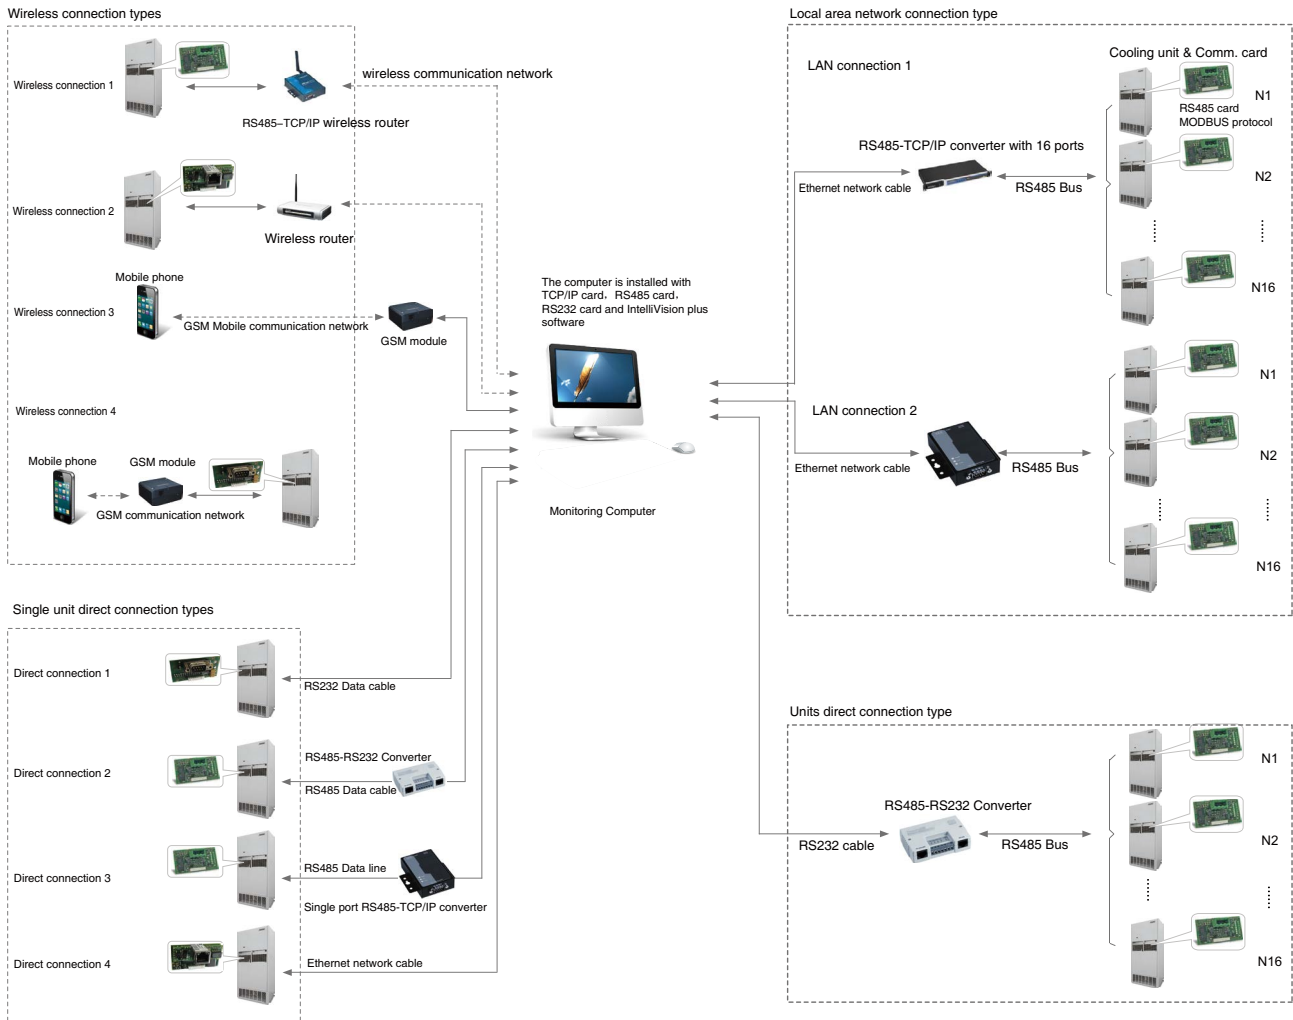 Wireless connection types
Wireless connection 1
wireless communication network
RS485–TCP/IP wireless router
Wireless connection 2
Wireless router
Mobile phone
Wireless connection 3
GSM Mobile communication network
GSM module
Wireless connection 4
Mobile phone
GSM module
GSM communication network
The computer is installed with
TCP/IP card, RS485 card,
RS232 card and IntelliVision plus
software
Monitoring Computer
Single unit direct connection types
Direct connection 1
RS232 Data cable
Direct connection 2
RS485-RS232 Converter
RS485 Data cable
Direct connection 3
RS485 Data line
Single port RS485-TCP/IP converter
Direct connection 4
Ethernet network cable
Local area network connection type
LAN connection 1
Cooling unit & Comm. card
N1
RS485 card
MODBUS protocol
RS485-TCP/IP converter with 16 ports
Ethernet network cable
RS485 Bus
N2
N16
LAN connection 2
Ethernet network cable
RS485 Bus
N1
N2
N16
Units direct connection type
N1
RS485-RS232 Converter
RS232 cable
RS485 Bus
N2
N16